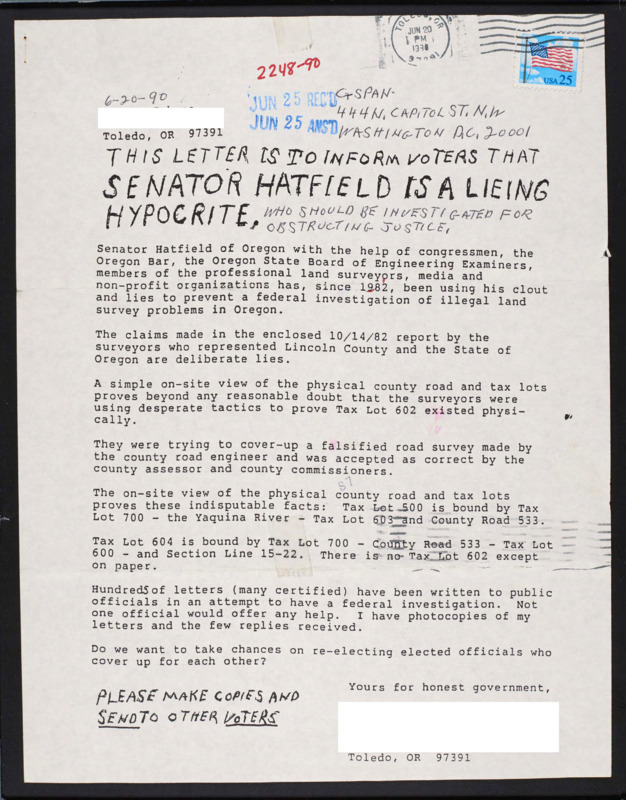 TOLEDO, OR
JUN 20
PM
USA 25
2248-90
6-20-90
JUN 25 REC'D
JUN 25 ANS'D
CSPAN-
444 N. CAPITOL ST. N.W
WASHINGTON D.C. 20001
Toledo, OR 97391
THIS LETTER IS TO INFORM VOTERS THAT
SENATOR HATFIELD IS A LIEING
HYPOCRITE, WHO SHOULD BE INVESTIGATED FOR
OBSTRUCTING JUSTICE,
Senator Hatfield of Oregon with the help of congressmen, the
Oregon Bar, the Oregon State Board of Engineering Examiners,
members of the professional land surveyors, media and
non-profit organizations has, since 1982, been using his clout
and lies to prevent a federal investigation of illegal land
survey problems in Oregon.
The claims made in the enclosed 10/14/82 report by the
surveyors who represented Lincoln County and the State of
Oregon are deliberate lies.
A simple on-site view of the physical county road and tax lots
proves beyond any reasonable doubt that the surveyors were
using desperate tactics to prove Tax Lot 602 existed physi-
cally.
They were trying to cover-up a falsified road survey made by
the county road engineer and was accepted as correct by the
county assessor and county commissioners.
87
The on-site view of the physical county road and tax lots
proves these indisputable facts: Tax Lot 500 is bound by Tax
Lot 700 - the Yaquina River - Tax Lot 603 and County Road 533.
Tax Lot 604 is bound by Tax Lot 700 - County Road 533 - Tax Lot
600 - and Section Line 15-22. There is no Tax Lot 602 except
on paper.
Hundreds of letters (many certified) have been written to public
officials in an attempt to have a federal investigation. Not
one official would offer any help. I have photocopies of my
letters and the few replies received.
Do we want to take chances on re-electing elected officials who
cover up for each other?
PLEASE MAKE COPIES AND
SEND TO OTHER VOTERS
Yours for honest government,
Toledo, OR 97391